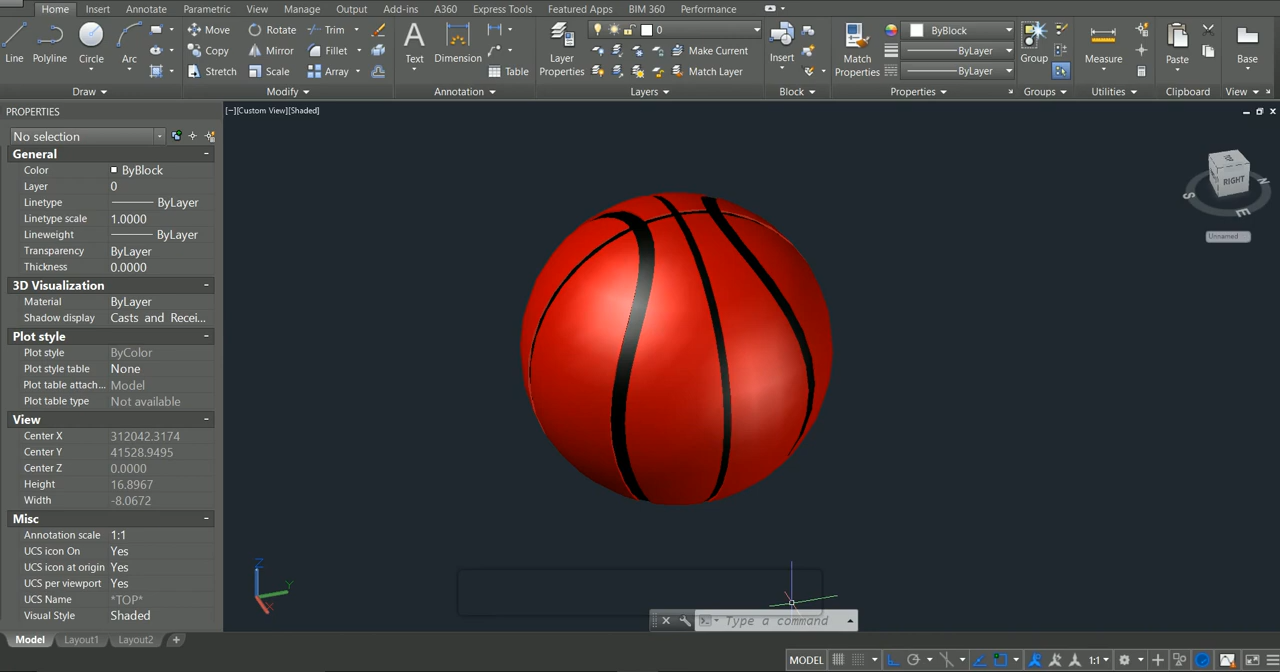 Home Insert Annotate Parametric View Manage Output Add-ins A360 Express Tools Featured Apps BIM 360 Performance
Line Polyline Circle Arc
Move Rotate Trim
Copy Mirror Fillet
Stretch Scale Array
Text Dimension Table
Layer Properties
0
Make Current
Match Layer
Insert
Match Properties
ByBlock
ByLayer
ByLayer
Group Measure Paste Base
Draw Modify Annotation Layers Block Properties Groups Utilities Clipboard View
PROPERTIES
[−][Custom View][Shaded]
No selection
General
Color ByBlock
Layer 0
Linetype ByLayer
Linetype scale 1.0000
Lineweight ByLayer
Transparency ByLayer
Thickness 0.0000
3D Visualization
Material ByLayer
Shadow display Casts and Recei...
Plot style
Plot style ByColor
Plot style table None
Plot table attach... Model
Plot table type Not available
View
Center X 312042.3174
Center Y 41528.9495
Center Z 0.0000
Height 16.8967
Width -8.0672
Misc
Annotation scale 1:1
UCS icon On Yes
UCS icon at origin Yes
UCS per viewport Yes
UCS Name *TOP*
Visual Style Shaded
RIGHT
S N E
Unnamed
Z
Y
X
Type a command
Model Layout1 Layout2 +
MODEL 1:1